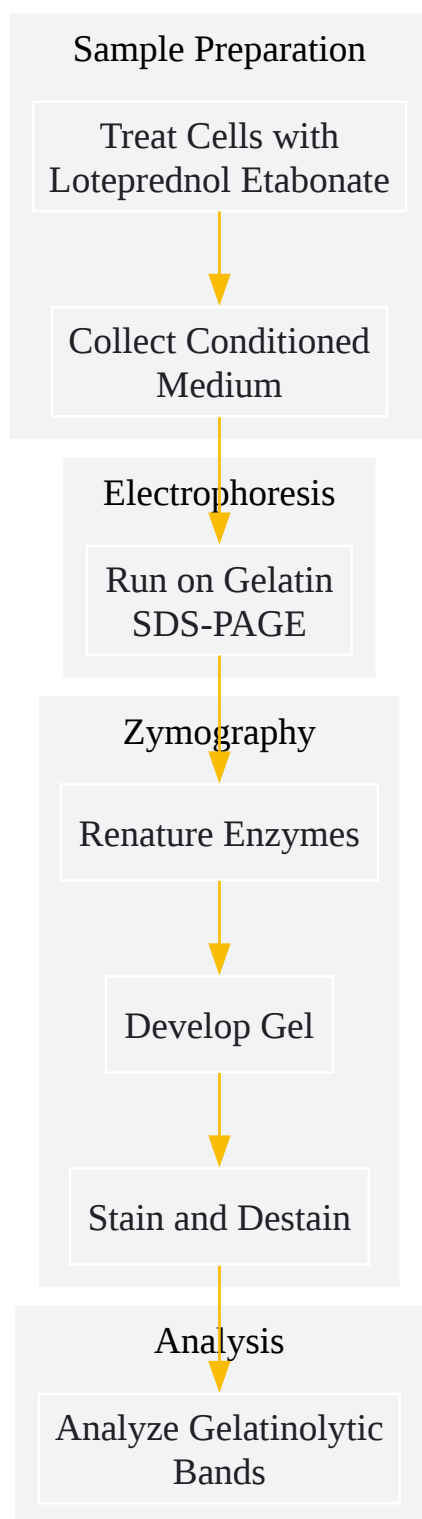 Sample Preparation
Treat Cells with
Loteprednol Etabonate
Collect Conditioned
Medium
Electrophoresis
Run on Gelatin
SDS-PAGE
Zymography
Renature Enzymes
Develop Gel
Stain and Destain
Analysis
Analyze Gelatinolytic
Bands